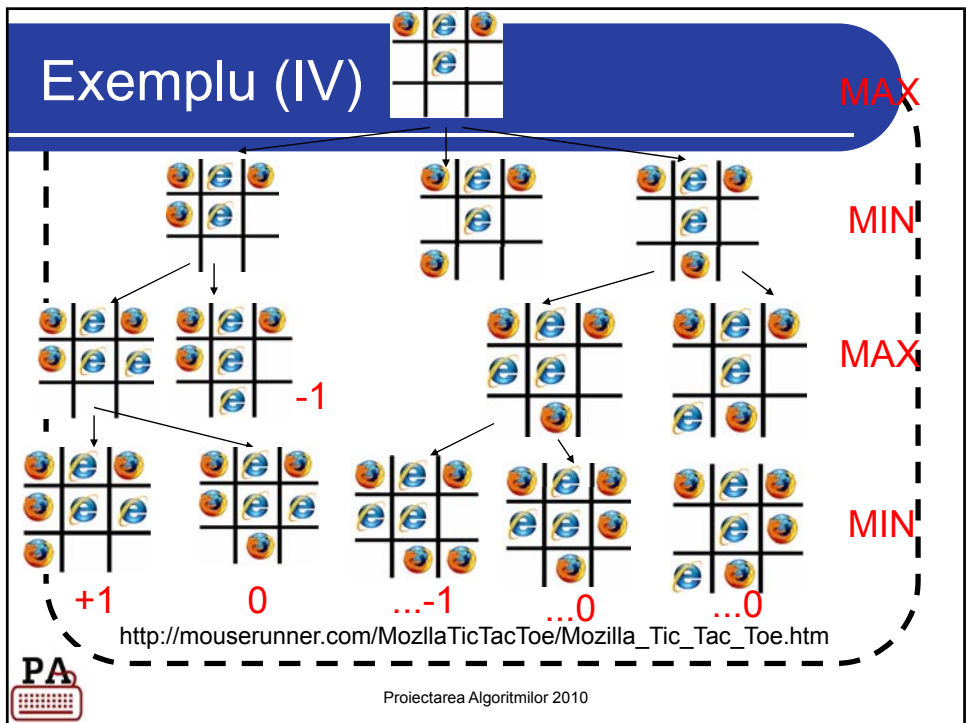 Exemplu (IV)
MAX
MIN
MAX
-1
MIN
+1
0
...-1
...0
...0
http://mouserunner.com/MozllaTicTacToe/Mozilla_Tic_Tac_Toe.htm
PA
Proiectarea Algoritmilor 2010